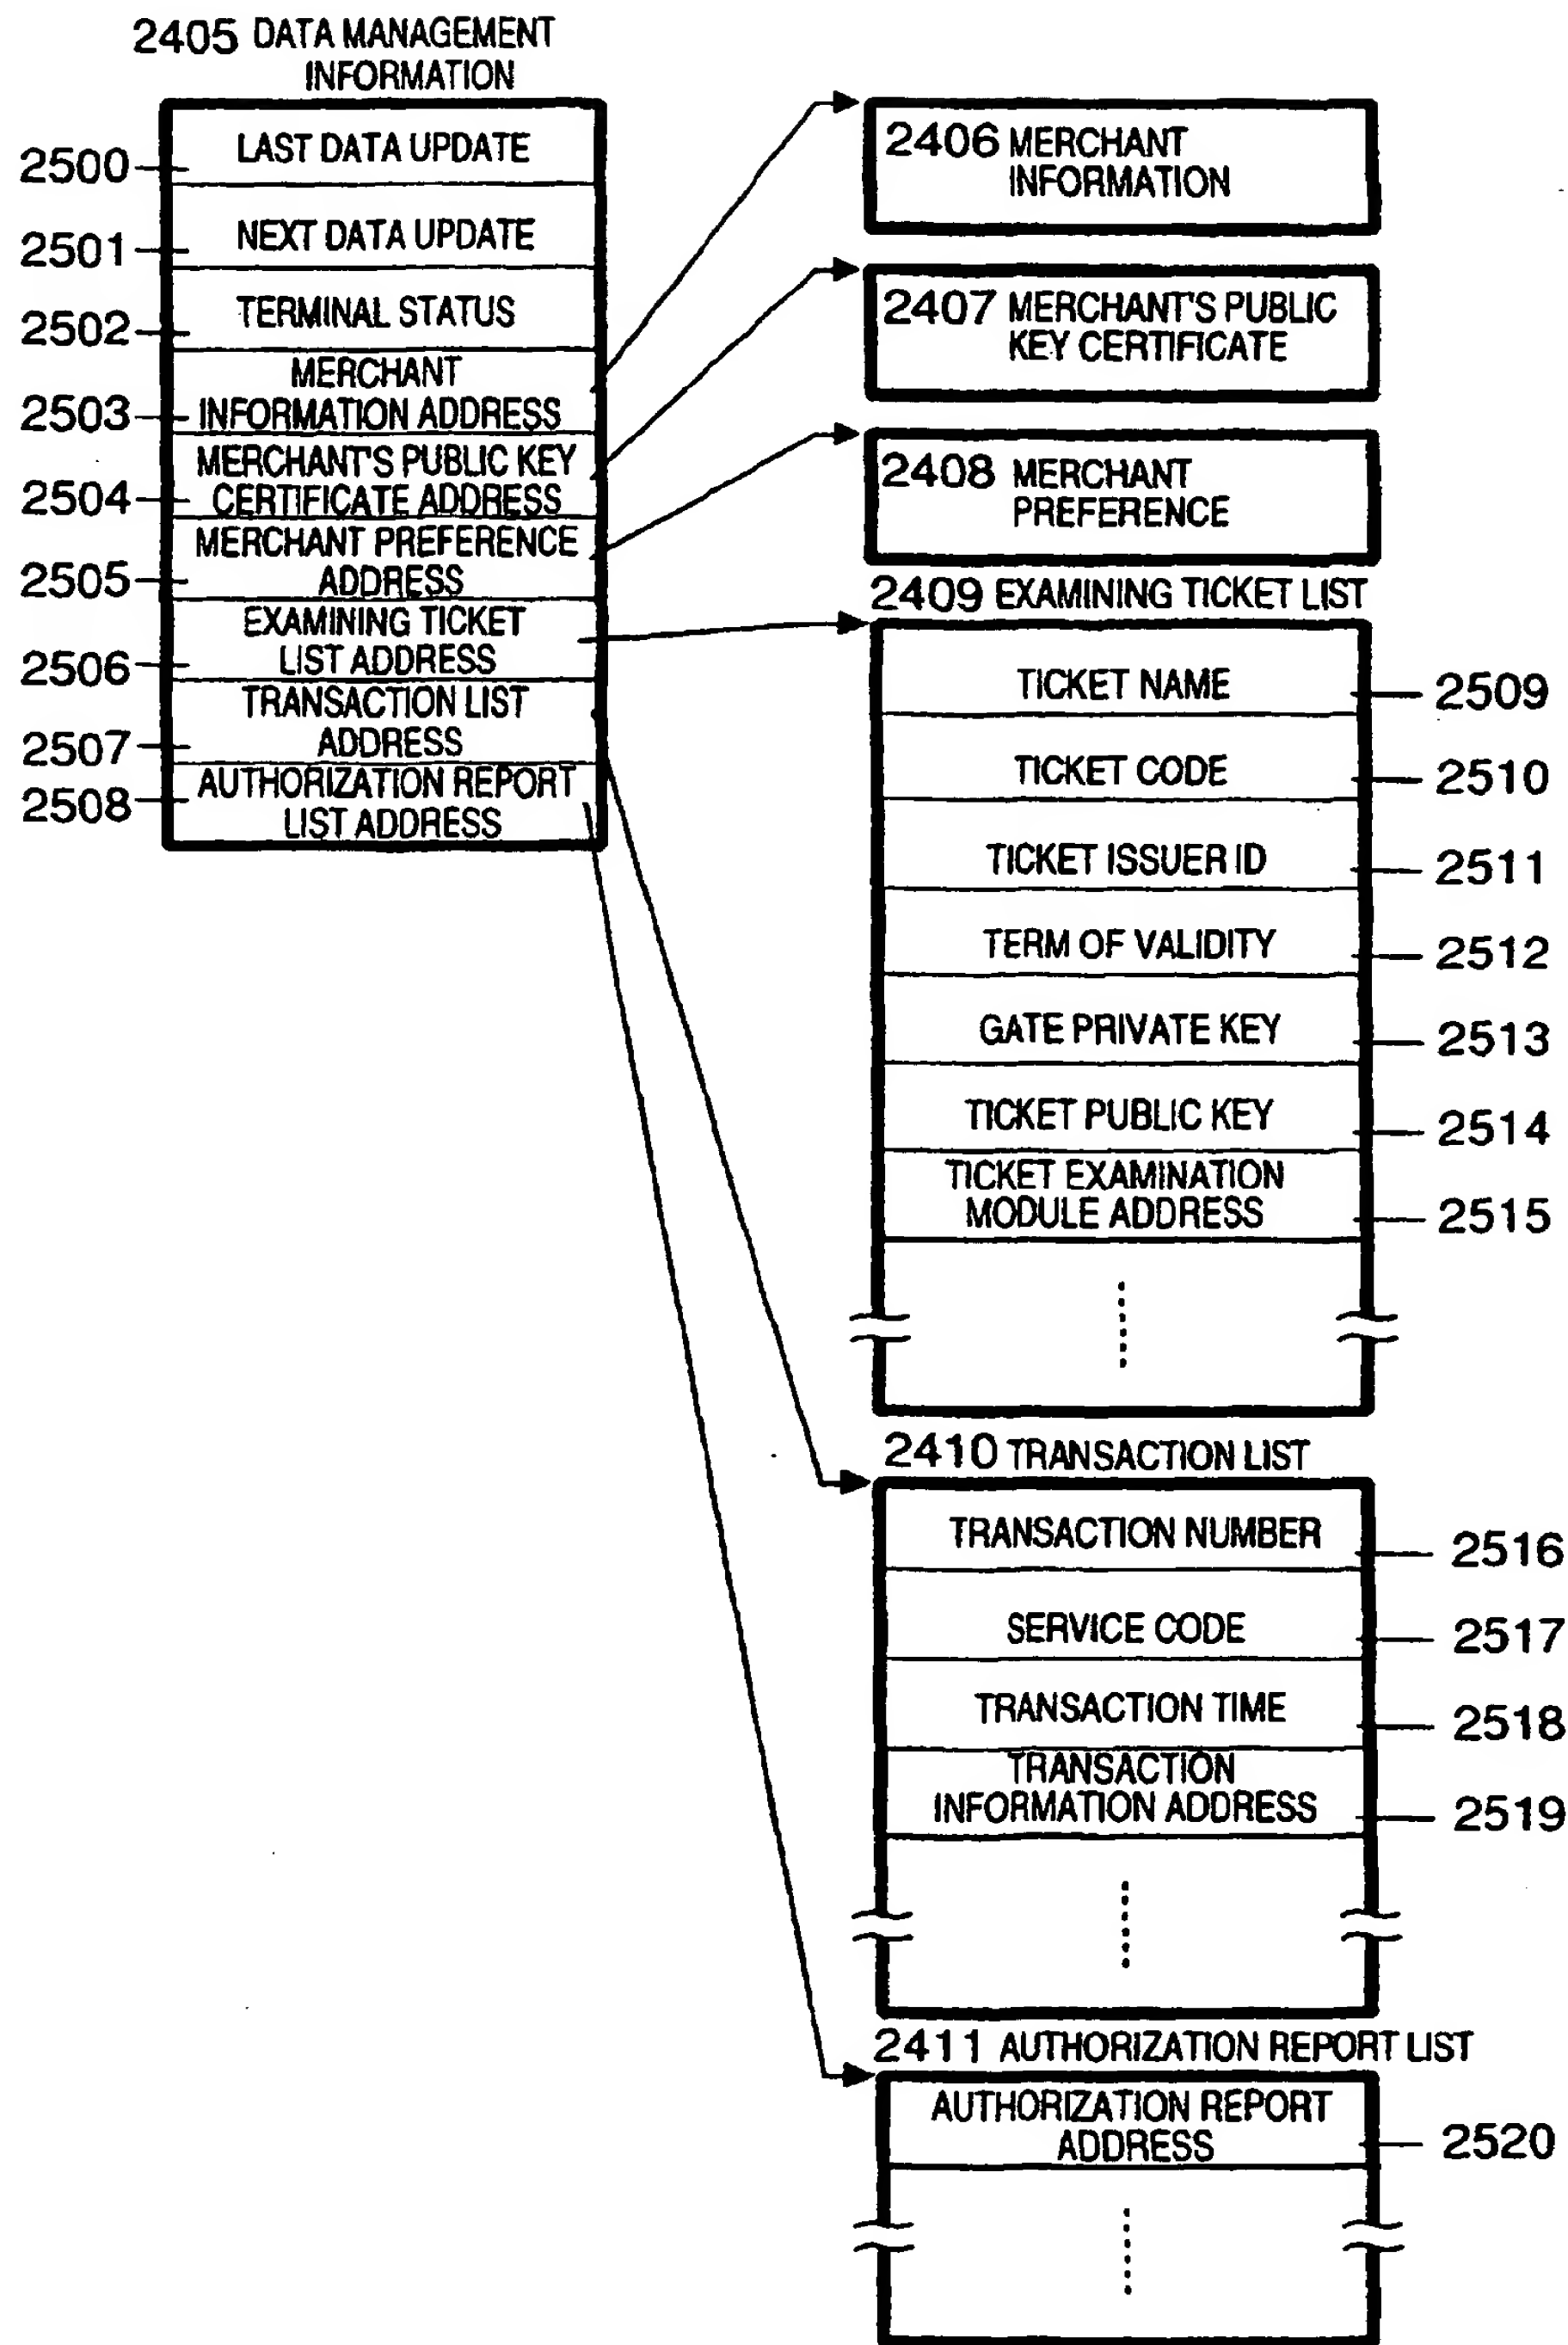 2405 DATA MANAGEMENT
INFORMATION
2500 LAST DATA UPDATE
2501 NEXT DATA UPDATE
2502 TERMINAL STATUS
MERCHANT
2503 INFORMATION ADDRESS
MERCHANT'S PUBLIC KEY
2504 CERTIFICATE ADDRESS
MERCHANT PREFERENCE
2505 ADDRESS
EXAMINING TICKET
2506 LIST ADDRESS
TRANSACTION LIST
2507 ADDRESS
2508 AUTHORIZATION REPORT
LIST ADDRESS
2406 MERCHANT
INFORMATION
2407 MERCHANT'S PUBLIC
KEY CERTIFICATE
2408 MERCHANT
PREFERENCE
2409 EXAMINING TICKET LIST
TICKET NAME 2509
TICKET CODE 2510
TICKET ISSUER ID 2511
TERM OF VALIDITY 2512
GATE PRIVATE KEY 2513
TICKET PUBLIC KEY 2514
TICKET EXAMINATION
MODULE ADDRESS 2515
2410 TRANSACTION LIST
TRANSACTION NUMBER 2516
SERVICE CODE 2517
TRANSACTION TIME 2518
TRANSACTION
INFORMATION ADDRESS 2519
2411 AUTHORIZATION REPORT LIST
AUTHORIZATION REPORT
ADDRESS 2520